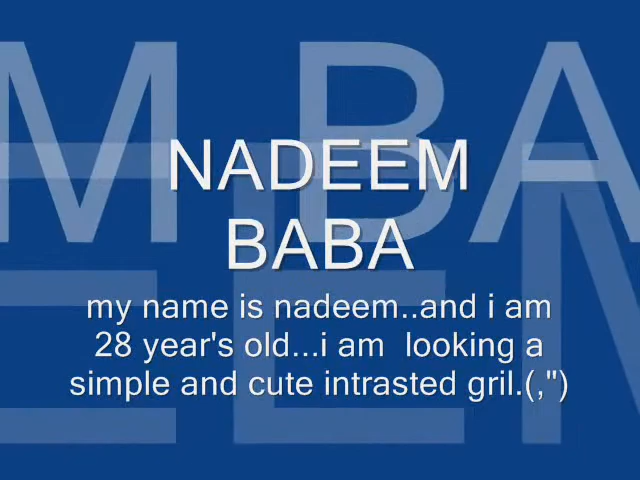 NADEEM
BABA
my name is nadeem..and i am
28 year's old...i am  looking a
simple and cute intrasted gril.(,")